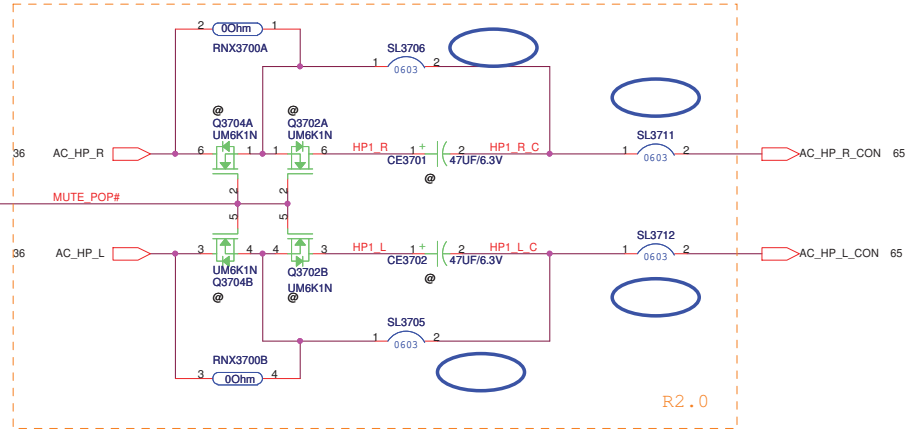 2 0Ohm 1
RNX3700A
SL3706
1 0603 2
@ @
Q3704A Q3702A
UM6K1N UM6K1N
SL3711
36 AC_HP_R 6 1 1 6 HP1_R 1 + 2 HP1_R_C 1 0603 2 AC_HP_R_CON 65
CE3701 47UF/6.3V
@
2 2
MUTE_POP#
5 5
SL3712
36 AC_HP_L 3 4 4 3 HP1_L 1 + 2 HP1_L_C 1 0603 2 AC_HP_L_CON 65
CE3702 47UF/6.3V
UM6K1N Q3702B
Q3704B UM6K1N
@ @ @
SL3705
1 0603 2
RNX3700B
3 0Ohm 4
R2.0